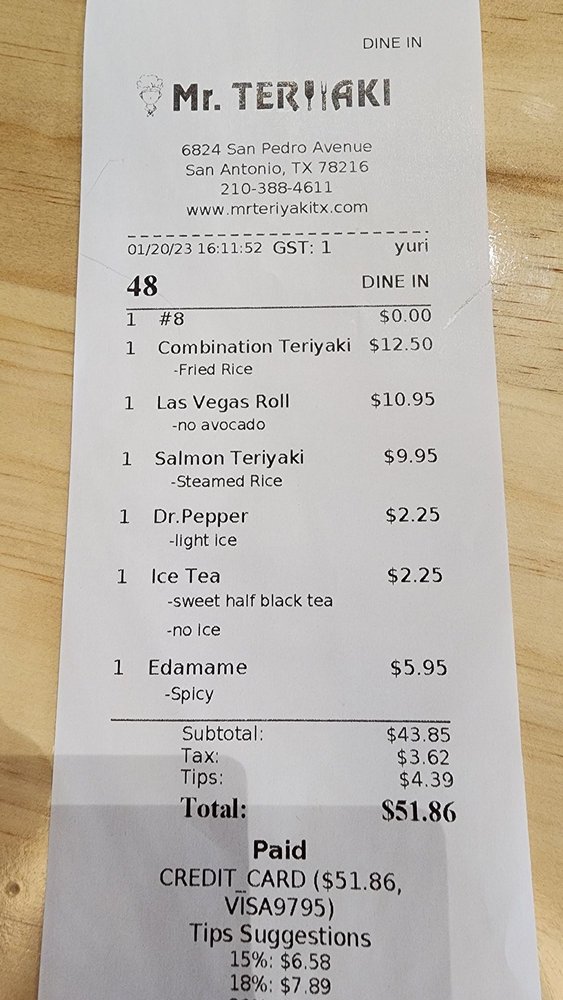 DINE IN
Mr. TERIYAKI
6824 San Pedro Avenue
San Antonio, TX 78216
210-388-4611
www.mrteriyakitx.com
01/20/23 16:11:52 GST: 1 yuri
48 DINE IN
1 #8 $0.00
1 Combination Teriyaki $12.50
-Fried Rice
1 Las Vegas Roll $10.95
-no avocado
1 Salmon Teriyaki $9.95
-Steamed Rice
1 Dr.Pepper $2.25
-light ice
1 Ice Tea $2.25
-sweet half black tea
-no ice
1 Edamame $5.95
-Spicy
Subtotal: $43.85
Tax: $3.62
Tips: $4.39
Total: $51.86
Paid
CREDIT_CARD ($51.86,
VISA9795)
Tips Suggestions
15%: $6.58
18%: $7.89